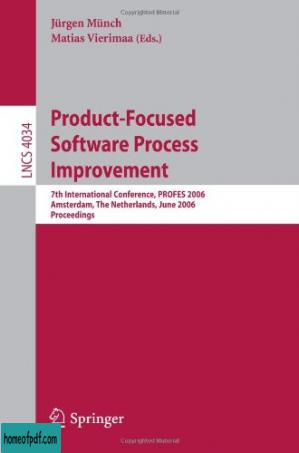 Jürgen Münch
Matias Vierimaa (Eds.)
LNCS 4034
Product-Focused
Software Process
Improvement
7th International Conference, PROFES 2006
Amsterdam, The Netherlands, June 2006
Proceedings
Springer
homeofpdf.com